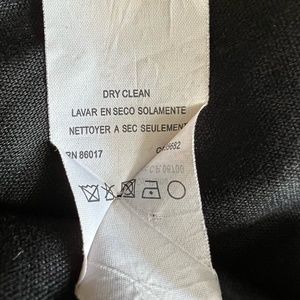 DRY CLEAN
LAVAR EN SECO SOLAMENTE
NETTOYER A SEC SEULEMENT
RN 86017